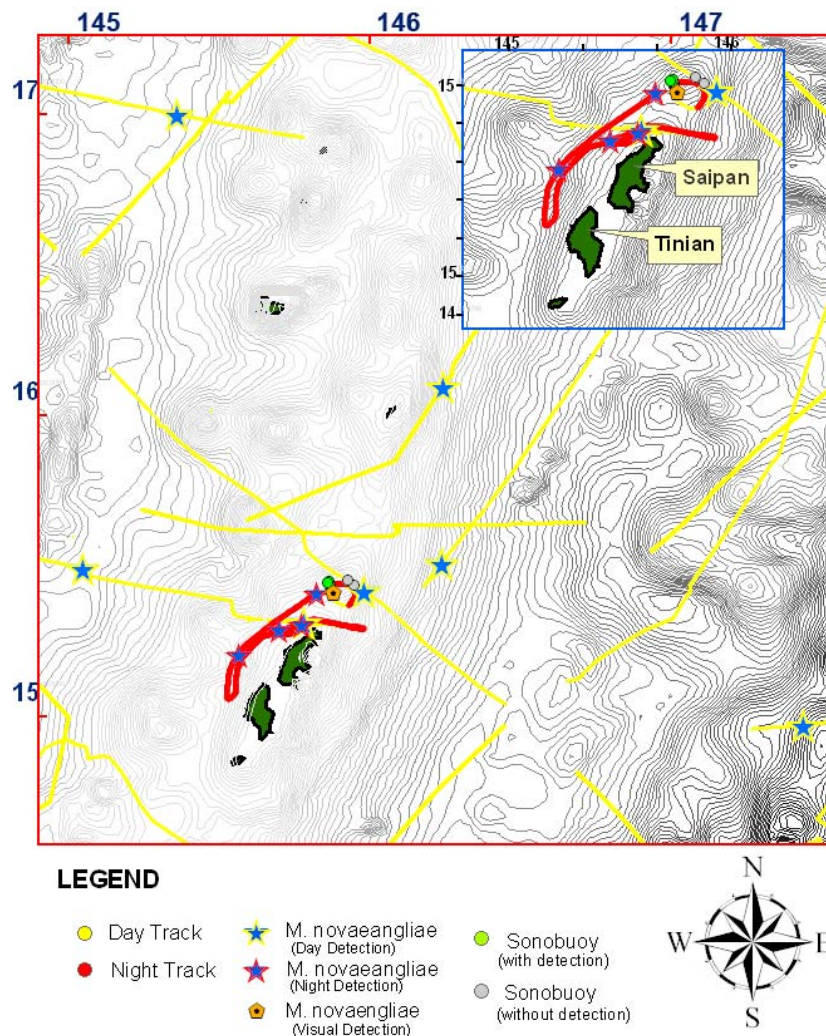 145 146 147
145 146
17
15
Saipan
Tinian
15
14
16
15
LEGEND
Day Track
Night Track
M. novaeangliae
(Day Detection)
M. novaeangliae
(Night Detection)
M. novaengliae
(Visual Detection)
Sonobuoy
(with detection)
Sonobuoy
(without detection)
N
W E
S